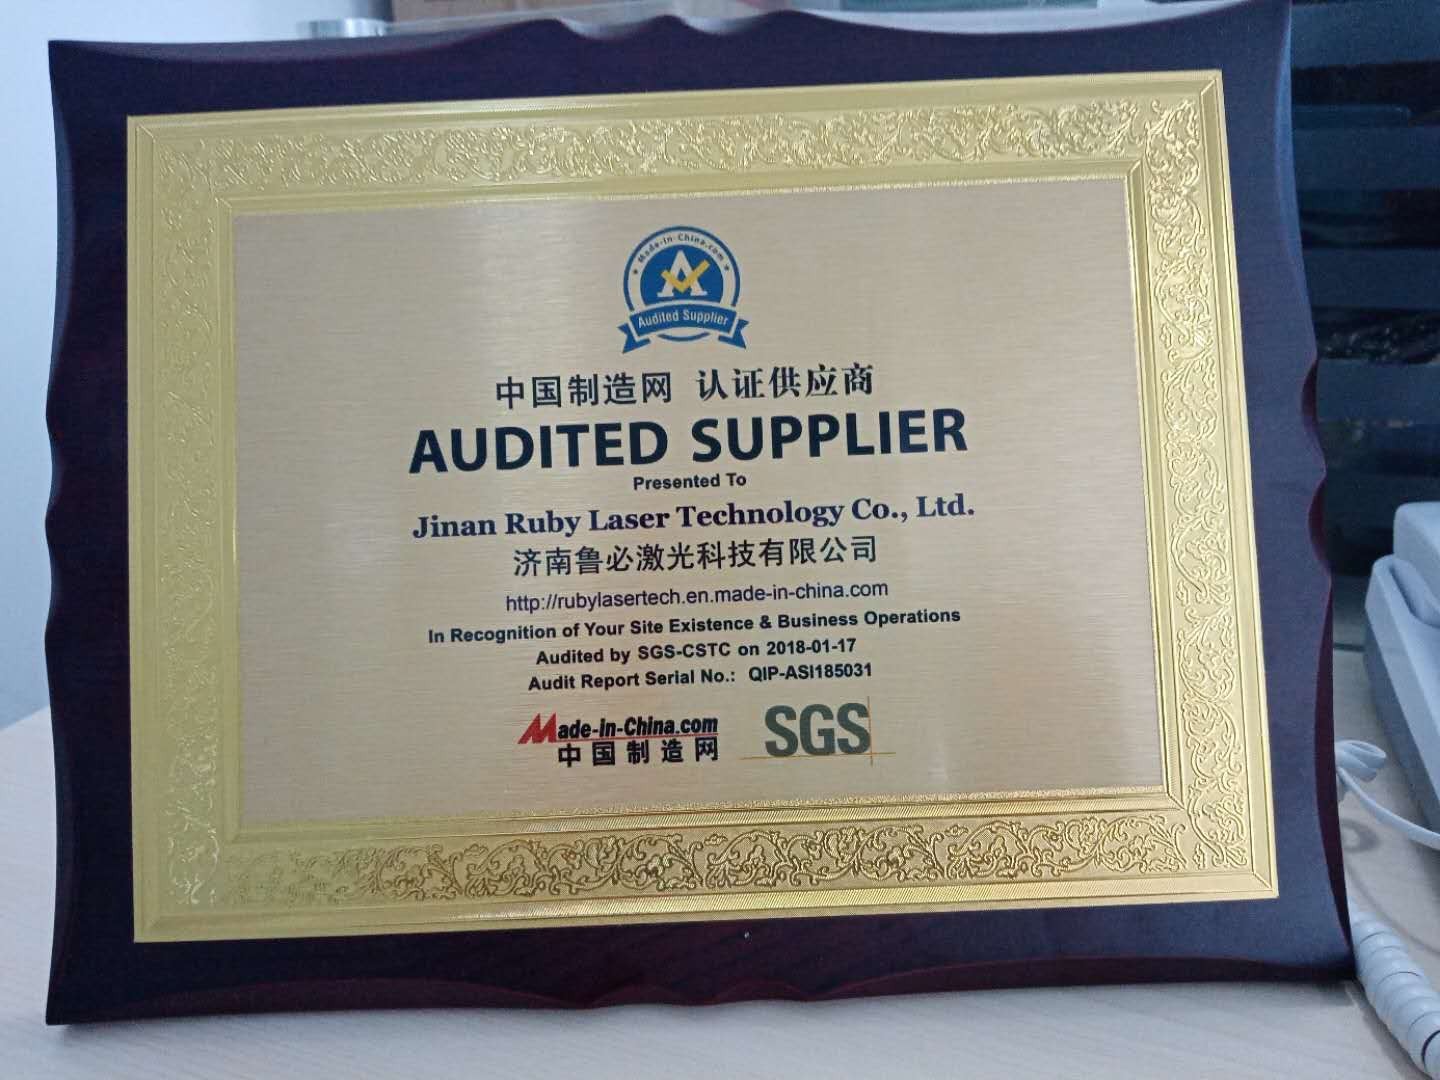 Made-in-China.com
A
Audited Supplier
中国制造网 认证供应商
AUDITED SUPPLIER
Presented To
Jinan Ruby Laser Technology Co., Ltd.
济南鲁必激光科技有限公司
http://rubylasertech.en.made-in-china.com
In Recognition of Your Site Existence & Business Operations
Audited by SGS-CSTC on 2018-01-17
Audit Report Serial No.: QIP-ASI185031
Made-in-China.com
中国制造网
SGS